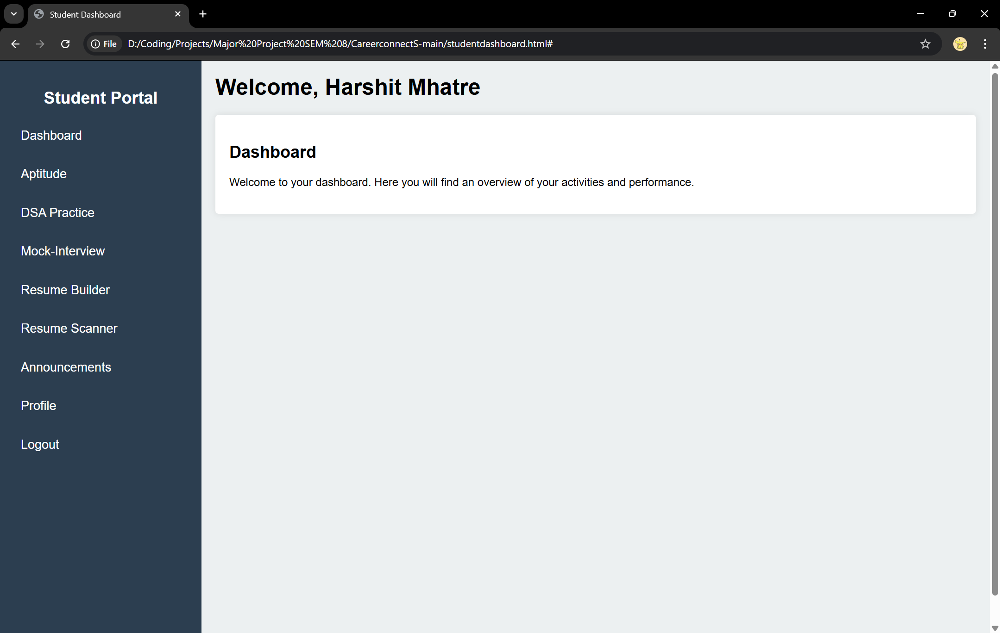 Student Dashboard
File
D:/Coding/Projects/Major%20Project%20SEM%208/CareerconnectS-main/studentdashboard.html#
Student Portal
Dashboard
Aptitude
DSA Practice
Mock-Interview
Resume Builder
Resume Scanner
Announcements
Profile
Logout
Welcome, Harshit Mhatre
Dashboard
Welcome to your dashboard. Here you will find an overview of your activities and performance.